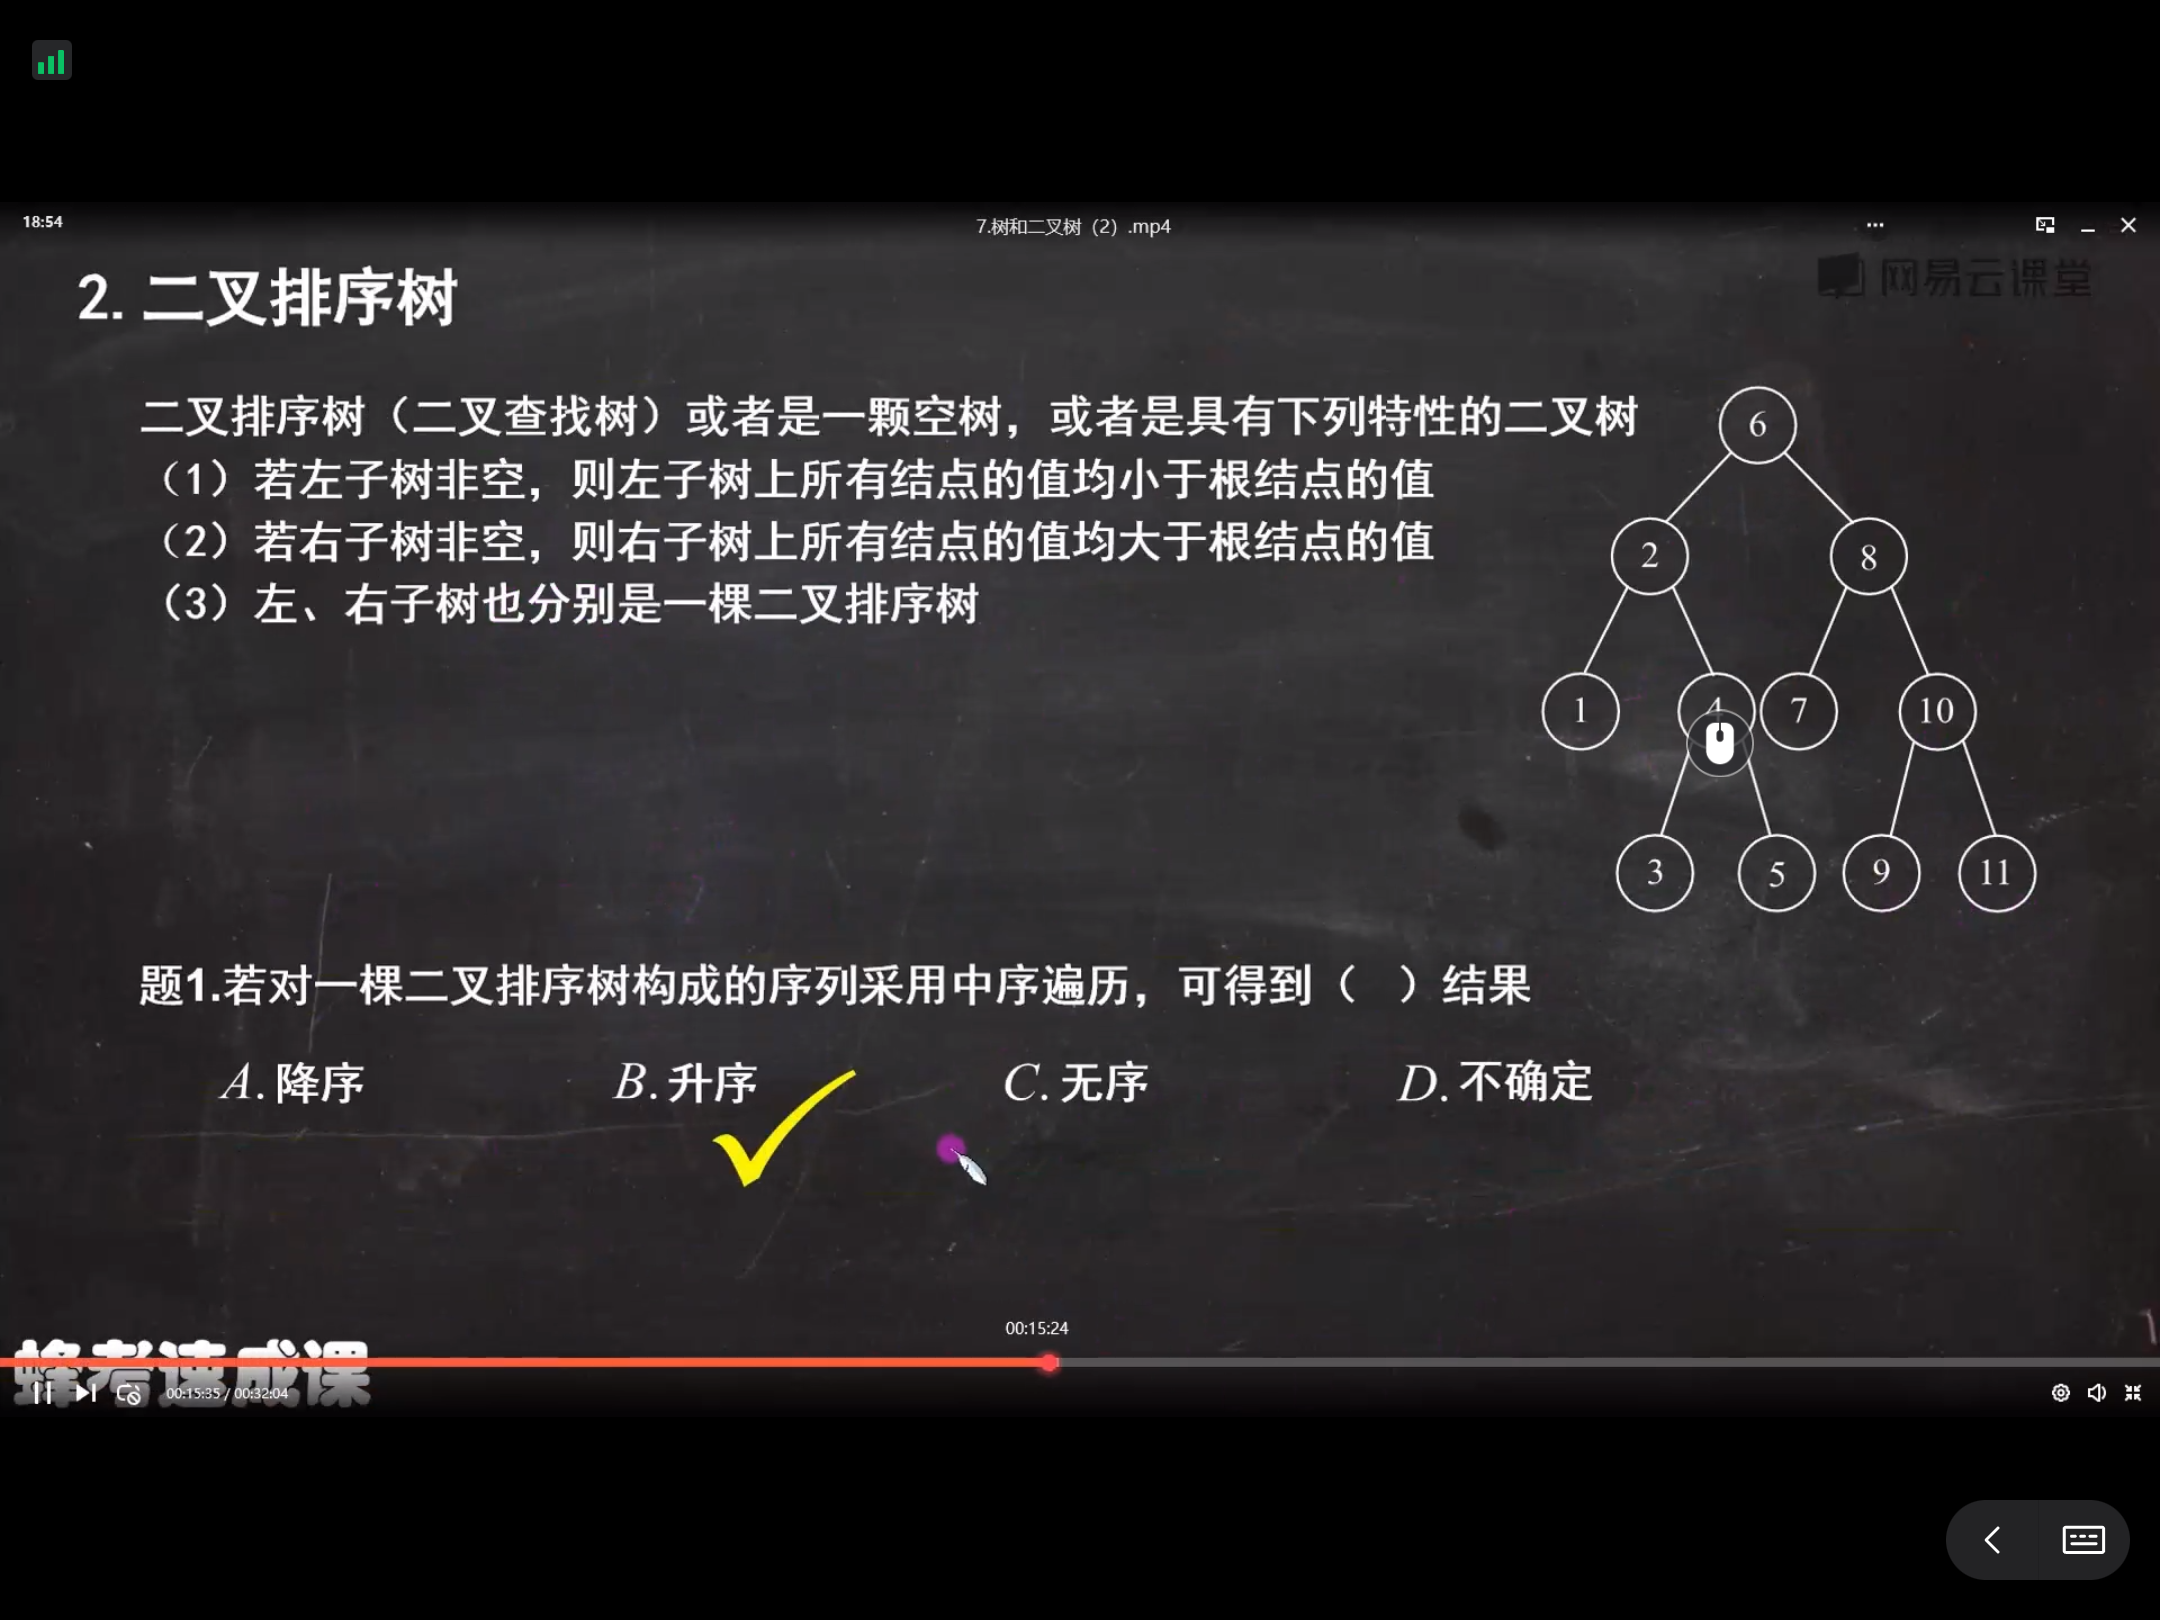 18:54
7.树和二叉树（2）.mp4
网易云课堂
2. 二叉排序树
二叉排序树（二叉查找树）或者是一颗空树，或者是具有下列特性的二叉树
（1）若左子树非空，则左子树上所有结点的值均小于根结点的值
（2）若右子树非空，则右子树上所有结点的值均大于根结点的值
（3）左、右子树也分别是一棵二叉排序树
6
2
8
1
4
7
10
3
5
9
11
题1.若对一棵二叉排序树构成的序列采用中序遍历，可得到（ ）结果
A. 降序
B. 升序
C. 无序
D. 不确定
00:15:24
蜂考速成课
00:15:35 / 00:32:04